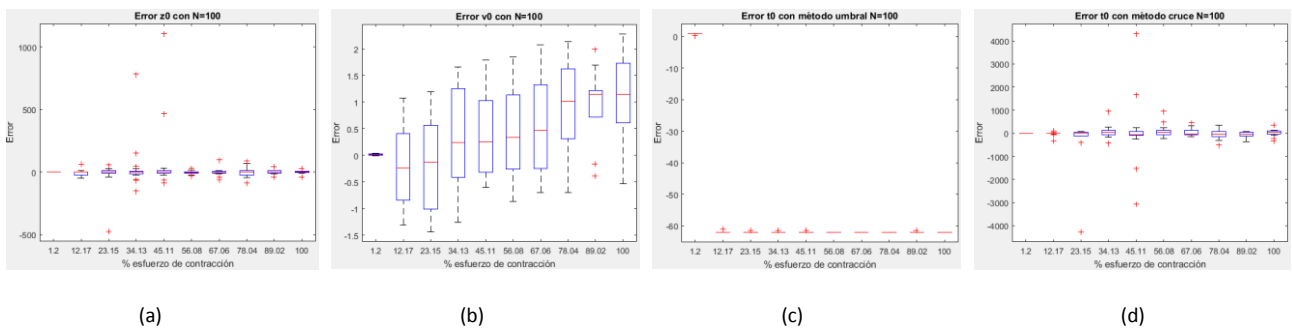 Error z0 con N=100
1000
500
0
-500
Error
1.2 12.17 23.15 34.13 45.11 56.08 67.06 78.04 89.02 100
% esfuerzo de contracción
(a)
Error v0 con N=100
2
1.5
1
0.5
0
-0.5
-1
-1.5
Error
1.2 12.17 23.15 34.13 45.11 56.08 67.06 78.04 89.02 100
% esfuerzo de contracción
(b)
Error t0 con método umbral N=100
0
-10
-20
-30
-40
-50
-60
Error
1.2 12.17 23.15 34.13 45.11 56.08 67.06 78.04 89.02 100
% esfuerzo de contracción
(c)
Error t0 con método cruce N=100
4000
3000
2000
1000
0
-1000
-2000
-3000
-4000
Error
1.2 12.17 23.15 34.13 45.11 56.08 67.06 78.04 89.02 100
% esfuerzo de contracción
(d)